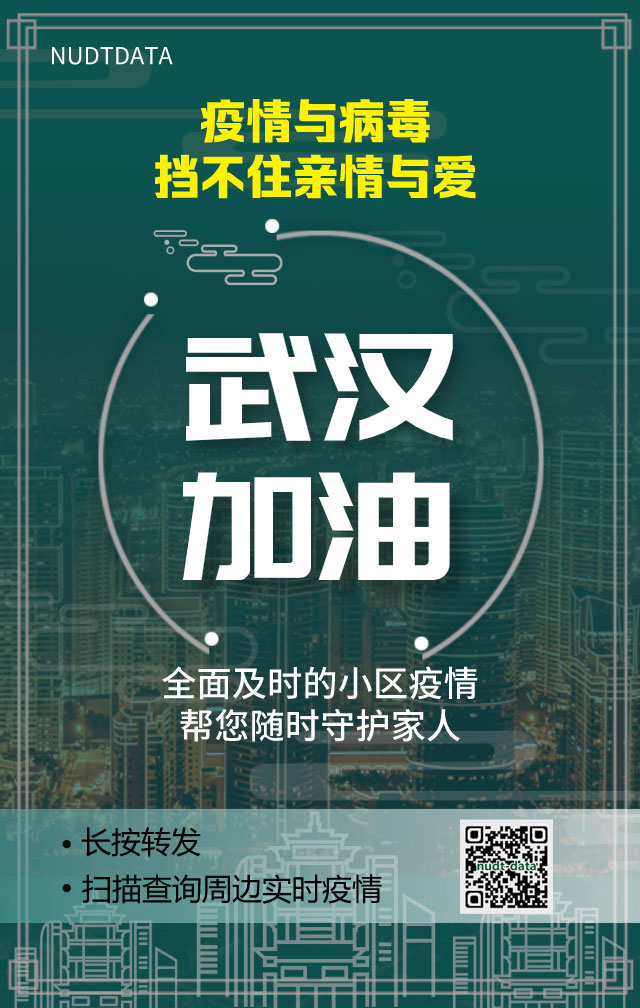 NUDTDATA
疫情与病毒
挡不住亲情与爱
武汉
加油
全面及时的小区疫情
帮您随时守护家人
• 长按转发
• 扫描查询周边实时疫情
nudt-data